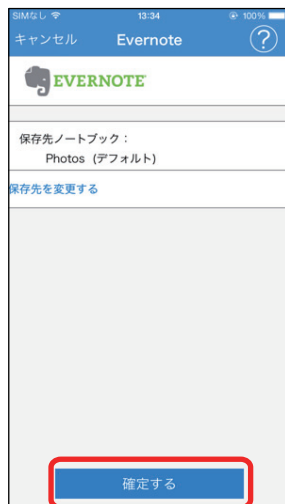 SIMなし 13:34 100%
キャンセル Evernote ?
EVERNOTE
保存先ノートブック：
Photos (デフォルト)
保存先を変更する
確定する